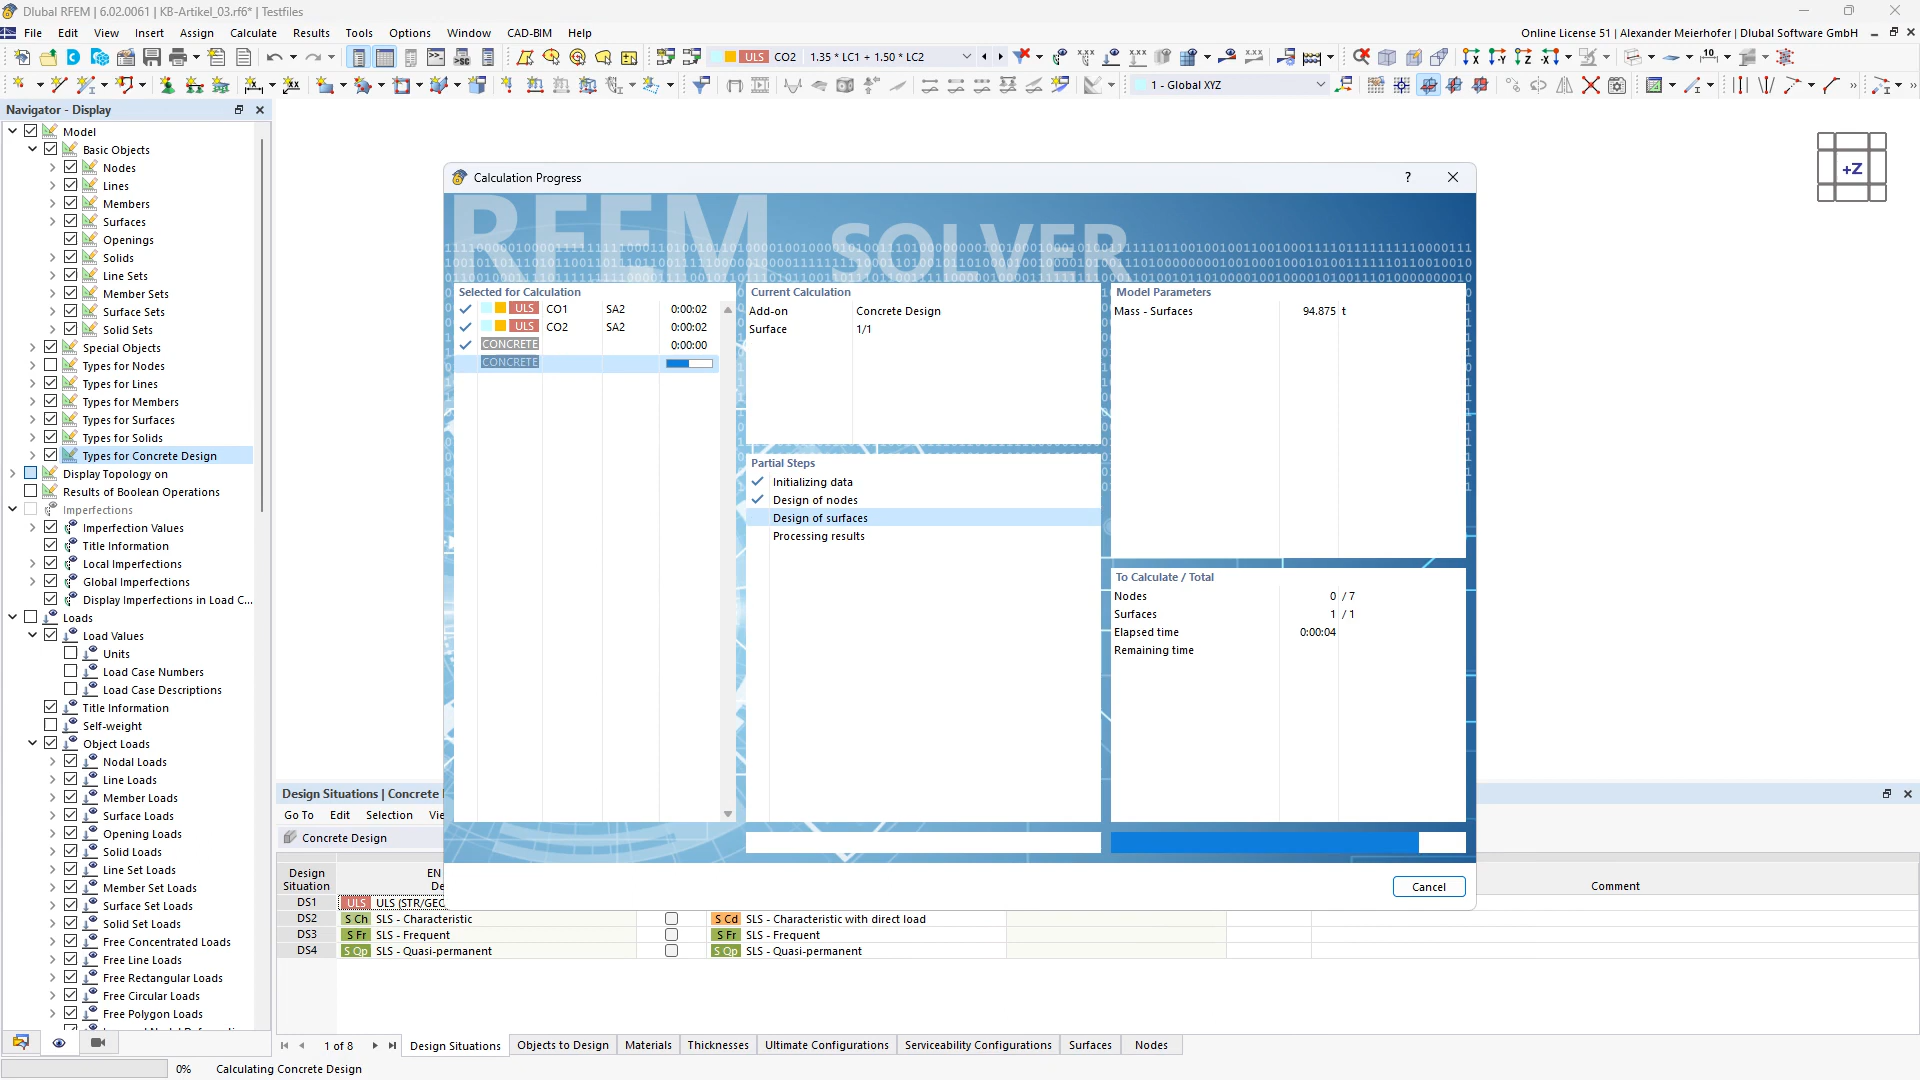 Dlubal RFEM | 6.02.0061 | KB-Artikel_03.rf6* | Testfiles
File Edit View Insert Assign Calculate Results Tools Options Window CAD-BIM Help
Online License 51 | Alexander Meierhofer | Dlubal Software GmbH
ULS CO2 1.35 * LC1 + 1.50 * LC2
1 - Global XYZ
Navigator - Display
Model
Basic Objects
Nodes
Lines
Members
Surfaces
Openings
Solids
Line Sets
Member Sets
Surface Sets
Solid Sets
Special Objects
Types for Nodes
Types for Lines
Types for Members
Types for Surfaces
Types for Solids
Types for Concrete Design
Display Topology on
Results of Boolean Operations
Imperfections
Imperfection Values
Title Information
Local Imperfections
Global Imperfections
Display Imperfections in Load C...
Loads
Load Values
Units
Load Case Numbers
Load Case Descriptions
Title Information
Self-weight
Object Loads
Nodal Loads
Line Loads
Member Loads
Surface Loads
Opening Loads
Solid Loads
Line Set Loads
Member Set Loads
Surface Set Loads
Solid Set Loads
Free Concentrated Loads
Free Line Loads
Free Rectangular Loads
Free Circular Loads
Free Polygon Loads
+Z
Calculation Progress
RFEM SOLVER
Selected for Calculation
ULS CO1 SA2 0:00:02
ULS CO2 SA2 0:00:02
CONCRETE 0:00:00
CONCRETE
Current Calculation
Add-on Concrete Design
Surface 1/1
Partial Steps
Initializing data
Design of nodes
Design of surfaces
Processing results
Model Parameters
Mass - Surfaces 94.875 t
To Calculate / Total
Nodes 0 / 7
Surfaces 1 / 1
Elapsed time 0:00:04
Remaining time
Cancel
Design Situations | Concrete
Go To Edit Selection
Concrete Design
Design Situation EN Comment
DS1 ULS ULS (STR/GEO
DS2 S Ch SLS - Characteristic S Cd SLS - Characteristic with direct load
DS3 S Fr SLS - Frequent S Fr SLS - Frequent
DS4 S Qp SLS - Quasi-permanent S Qp SLS - Quasi-permanent
1 of 8 Design Situations Objects to Design Materials Thicknesses Ultimate Configurations Serviceability Configurations Surfaces Nodes
0% Calculating Concrete Design